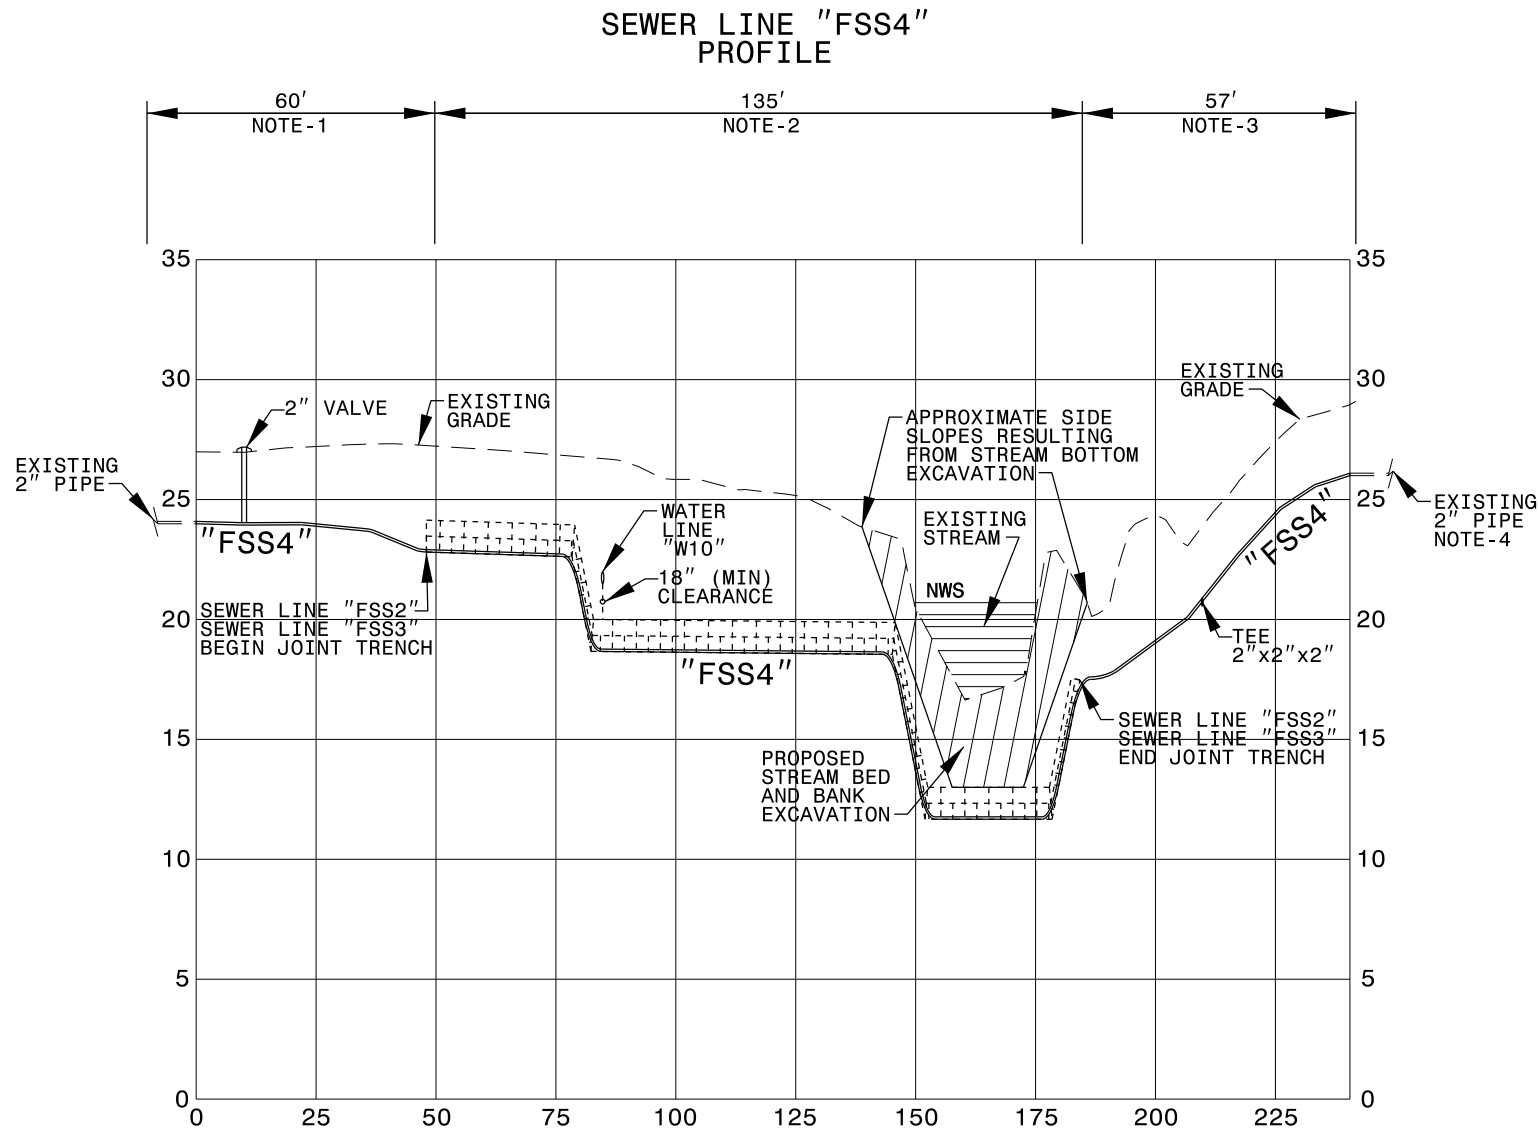 SEWER LINE "FSS4"
PROFILE
60'
NOTE-1
135'
NOTE-2
57'
NOTE-3
35
35
30
30
25
25
20
20
15
15
10
10
5
5
0
0
0
25
50
75
100
125
150
175
200
225
2" VALVE
EXISTING
GRADE
EXISTING
2" PIPE
"FSS4"
SEWER LINE "FSS2"
SEWER LINE "FSS3"
BEGIN JOINT TRENCH
WATER
LINE
"W10"
18" (MIN)
CLEARANCE
"FSS4"
APPROXIMATE SIDE
SLOPES RESULTING
FROM STREAM BOTTOM
EXCAVATION
EXISTING
STREAM
NWS
PROPOSED
STREAM BED
AND BANK
EXCAVATION
EXISTING
GRADE
"FSS4"
EXISTING
2" PIPE
NOTE-4
TEE
2"x2"x2"
SEWER LINE "FSS2"
SEWER LINE "FSS3"
END JOINT TRENCH